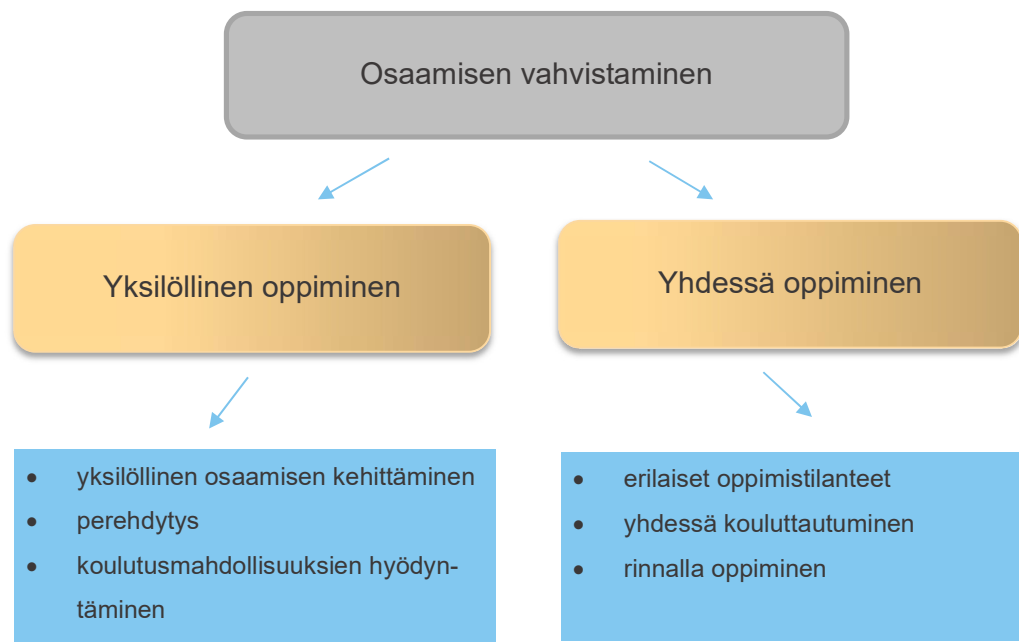 Osaamisen vahvistaminen
Yksilöllinen oppiminen
Yhdessä oppiminen
• yksilöllinen osaamisen kehittäminen
• perehdytys
• koulutusmahdollisuuksien hyödyn-
täminen
• erilaiset oppimistilanteet
• yhdessä kouluttautuminen
• rinnalla oppiminen